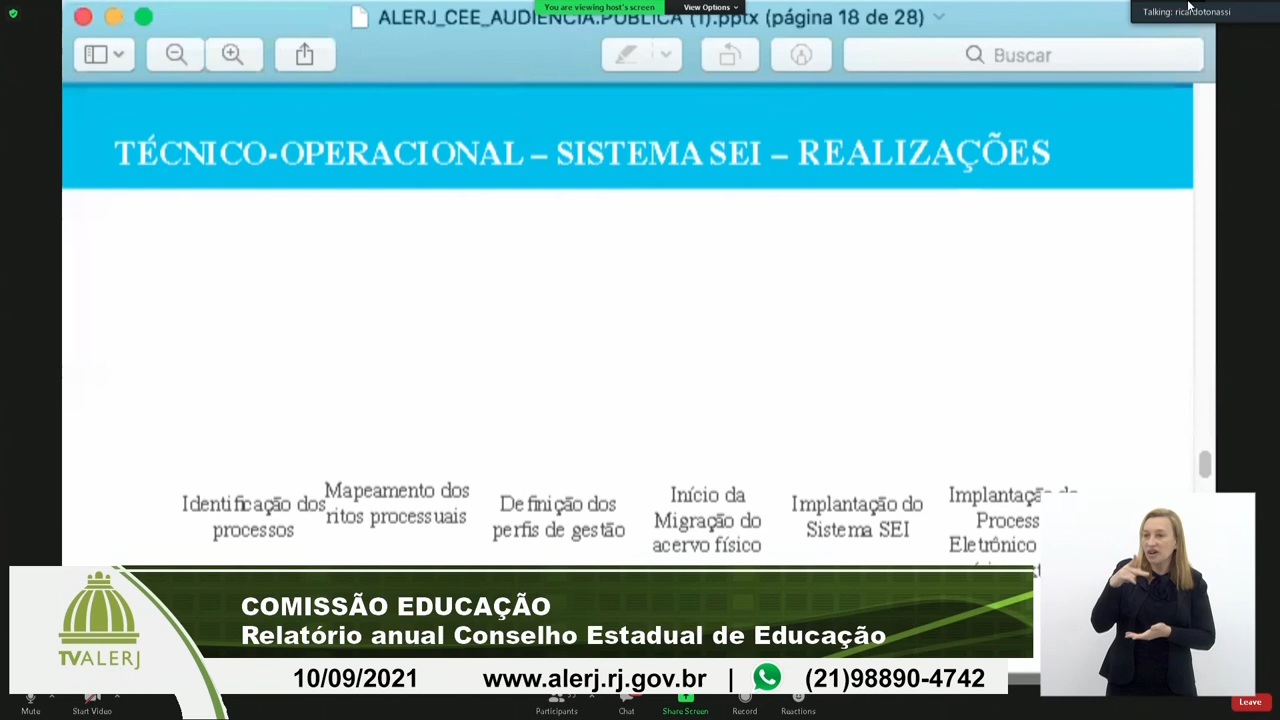 You are viewing host's screen
View Options
Talking: ricardotonassi
ALERJ_CEE_AUDIENCIA.PUBLICA (1).pptx (página 18 de 28)
Buscar
TÉCNICO-OPERACIONAL – SISTEMA SEI – REALIZAÇÕES
Identificação dos
processos
Mapeamento dos
ritos processuais
Definição dos
perfis de gestão
Início da
Migração do
acervo físico
Implantação do
Sistema SEI
Implantação do
Eletrônico
TVALERJ
COMISSÃO EDUCAÇÃO
Relatório anual Conselho Estadual de Educação
10/09/2021
www.alerj.rj.gov.br | (21)98890-4742
Mute
Start Video
Participants
Chat
Share Screen
Record
Reactions
Leave